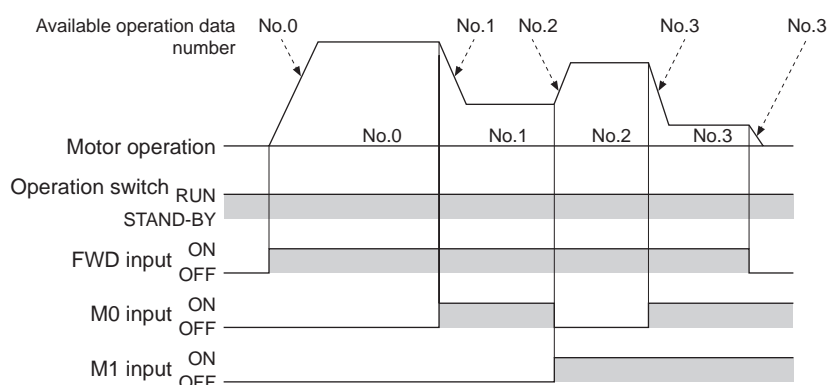 Available operation data number No.0 No.1 No.2 No.3 No.3
No.0 No.1 No.2 No.3
Motor operation
Operation switch RUN
STAND-BY
FWD input ON
OFF
M0 input ON
OFF
M1 input ON
OFF